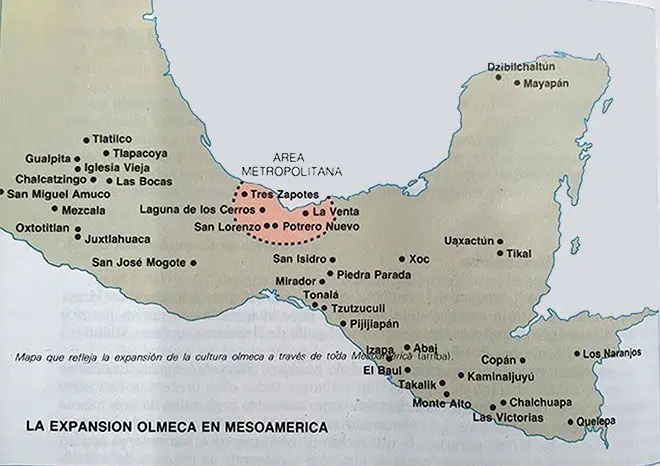 Dzibilchaltún
Mayapán
Tlatilco
Tlapacoya
Gualpita
Iglesia Vieja
Chalcatzingo
Las Bocas
San Miguel Amuco
Mezcala
Oxtotitlan
Juxtlahuaca
San José Mogote
AREA
METROPOLITANA
Tres Zapotes
Laguna de los Cerros
La Venta
San Lorenzo
Potrero Nuevo
San Isidro
Xoc
Piedra Parada
Mirador
Tonalá
Tzutzuculi
Pijijiapán
Uaxactún
Tikal
Izapa
Abaj
El Baul
Takalik
Monte Alto
Copán
Kaminaljuyú
Los Naranjos
Chalchuapa
Las Victorias
Quelepa
Mapa que refleja la expansión de la cultura olmeca a través de toda Mesoamérica (arriba).
LA EXPANSION OLMECA EN MESOAMERICA